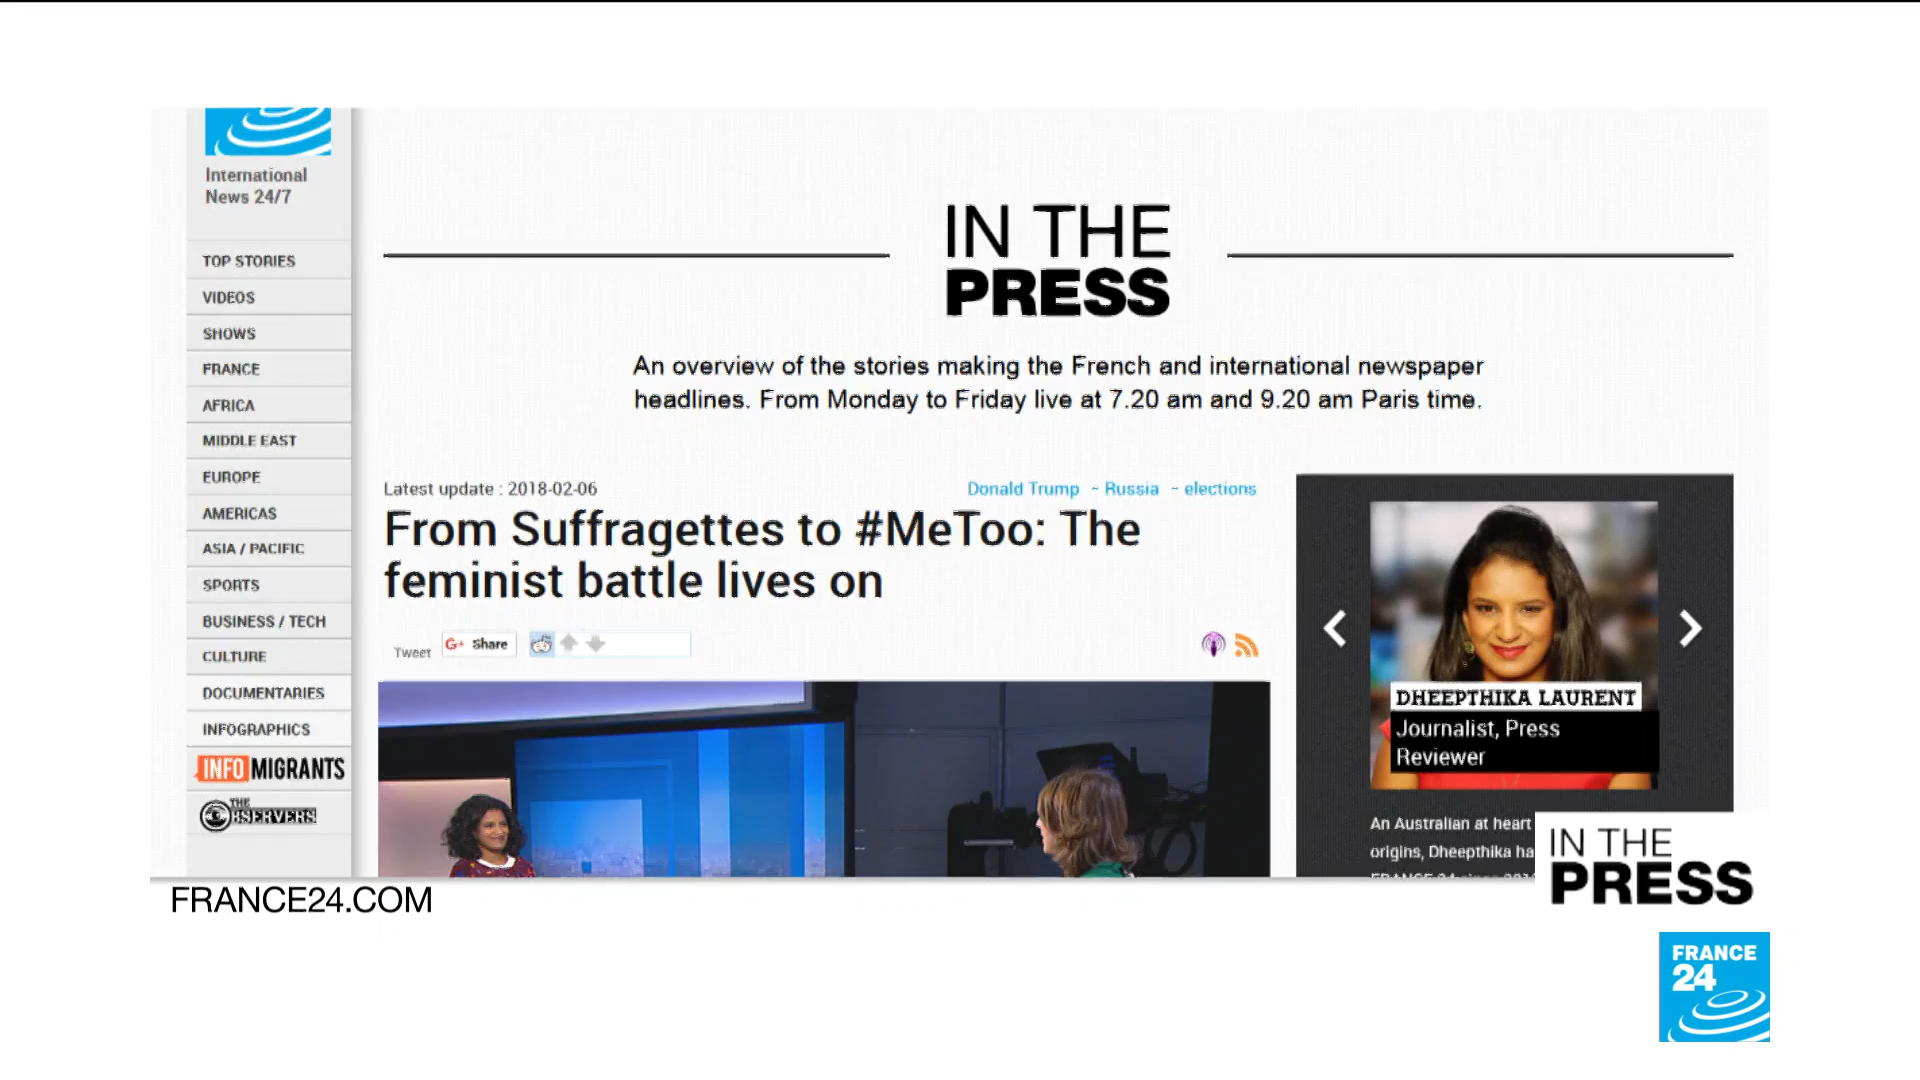 International
News 24/7
TOP STORIES
VIDEOS
SHOWS
FRANCE
AFRICA
MIDDLE EAST
EUROPE
AMERICAS
ASIA / PACIFIC
SPORTS
BUSINESS / TECH
CULTURE
DOCUMENTARIES
INFOGRAPHICS
INFOMIGRANTS
THE
OBSERVERS
IN THE
PRESS
An overview of the stories making the French and international newspaper
headlines. From Monday to Friday live at 7.20 am and 9.20 am Paris time.
Latest update : 2018-02-06
Donald Trump ~ Russia ~ elections
From Suffragettes to #MeToo: The
feminist battle lives on
Tweet
G+ Share
DHEEPTHIKA LAURENT
Journalist, Press
Reviewer
An Australian at heart
origins, Dheepthika ha
IN THE
PRESS
FRANCE24.COM
FRANCE
24